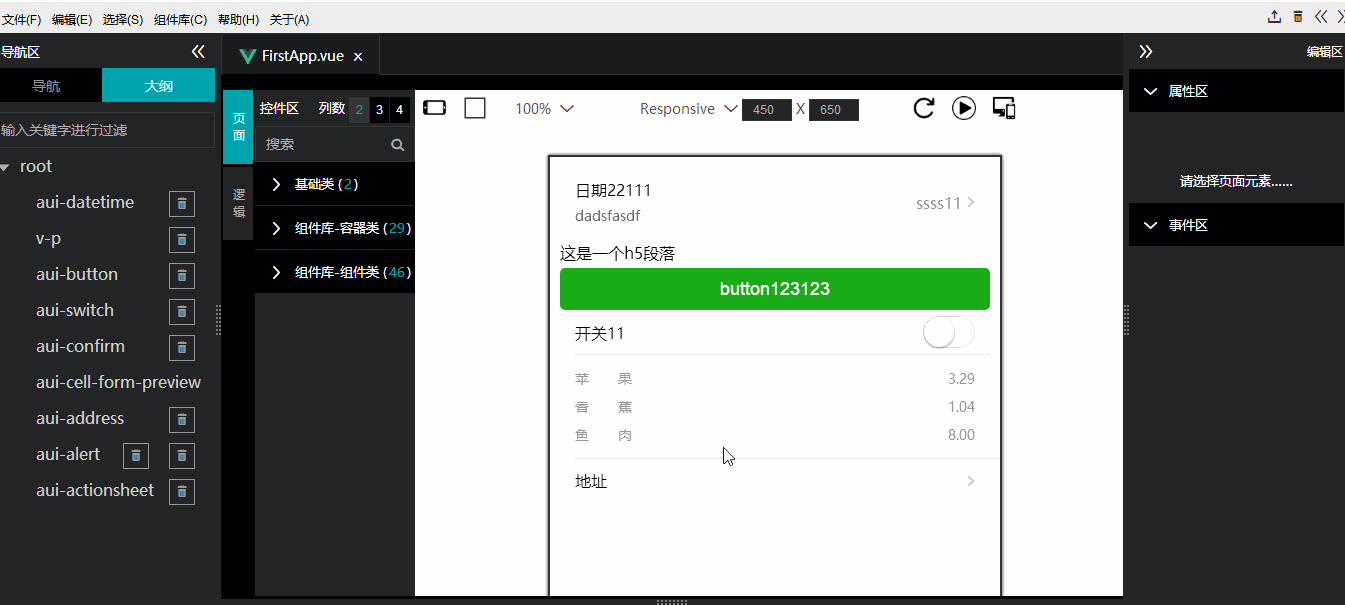 文件(F) 编辑(E) 选择(S) 组件库(C) 帮助(H) 关于(A)
导航区
导航 大纲
输入关键字进行过滤
root
aui-datetime
v-p
aui-button
aui-switch
aui-confirm
aui-cell-form-preview
aui-address
aui-alert
aui-actionsheet
FirstApp.vue x
页面
逻辑
控件区 列数 2 3 4
搜索
基础类 (2)
组件库-容器类 (29)
组件库-组件类 (46)
100% Responsive 450 X 650
日期22111
dadsfasdf
ssss11
这是一个h5段落
button123123
开关11
苹 果 3.29
香 蕉 1.04
鱼 肉 8.00
地址
编辑区
属性区
请选择页面元素......
事件区